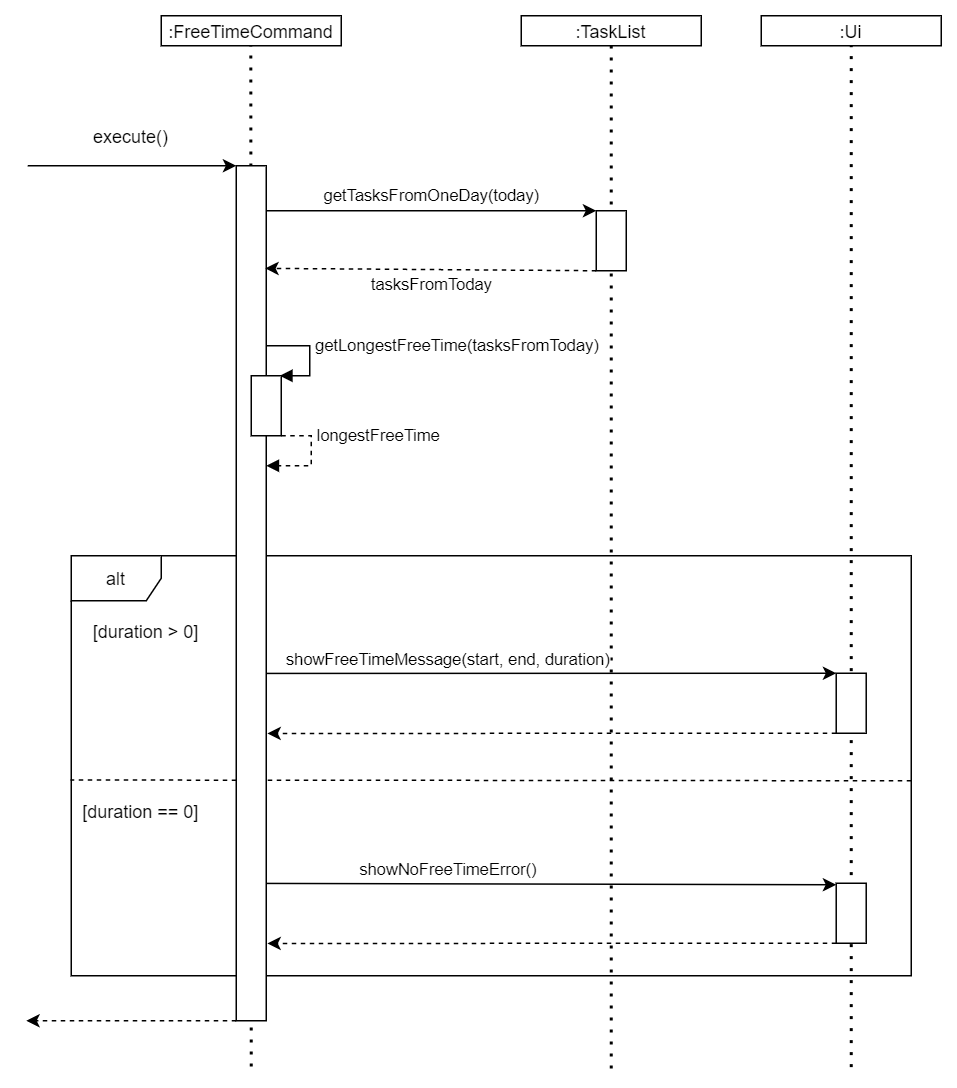 :FreeTimeCommand
:TaskList
:Ui
execute()
getTasksFromOneDay(today)
tasksFromToday
getLongestFreeTime(tasksFromToday)
longestFreeTime
alt
[duration > 0]
showFreeTimeMessage(start, end, duration)
[duration == 0]
showNoFreeTimeError()